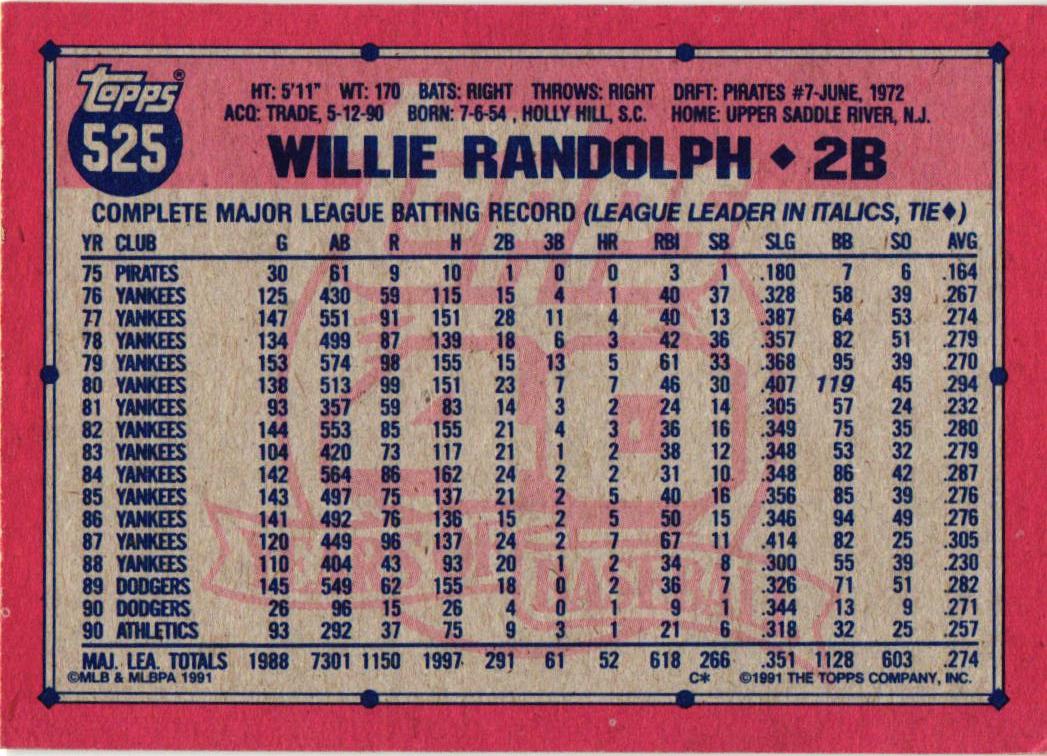 Topps®
525
HT: 5'11" WT: 170 BATS: RIGHT THROWS: RIGHT DRFT: PIRATES #7-JUNE, 1972
ACQ: TRADE, 5-12-90 BORN: 7-6-54 , HOLLY HILL, S.C. HOME: UPPER SADDLE RIVER, N.J.
WILLIE RANDOLPH ♦ 2B
COMPLETE MAJOR LEAGUE BATTING RECORD (LEAGUE LEADER IN ITALICS, TIE♦)
YR CLUB G AB R H 2B 3B HR RBI SB SLG BB SO AVG
75 PIRATES 30 61 9 10 1 0 0 3 1 .180 7 6 .164
76 YANKEES 125 430 59 115 15 4 1 40 37 .328 58 39 .267
77 YANKEES 147 551 91 151 28 11 4 40 13 .387 64 53 .274
78 YANKEES 134 499 87 139 18 6 3 42 36 .357 82 51 .279
79 YANKEES 153 574 98 155 15 13 5 61 33 .368 95 39 .270
80 YANKEES 138 513 99 151 23 7 7 46 30 .407 119 45 .294
81 YANKEES 93 357 59 83 14 3 2 24 14 .305 57 24 .232
82 YANKEES 144 553 85 155 21 4 3 36 16 .349 75 35 .280
83 YANKEES 104 420 73 117 21 1 2 38 12 .348 53 32 .279
84 YANKEES 142 564 86 162 24 2 2 31 10 .348 86 42 .287
85 YANKEES 143 497 75 137 21 2 5 40 16 .356 85 39 .276
86 YANKEES 141 492 76 136 15 2 5 50 15 .346 94 49 .276
87 YANKEES 120 449 96 137 24 2 7 67 11 .414 82 25 .305
88 YANKEES 110 404 43 93 20 1 2 34 8 .300 55 39 .230
89 DODGERS 145 549 62 155 18 0 2 36 7 .326 71 51 .282
90 DODGERS 26 96 15 26 4 0 1 9 1 .344 13 9 .271
90 ATHLETICS 93 292 37 75 9 3 1 21 6 .318 32 25 .257
MAJ. LEA. TOTALS 1988 7301 1150 1997 291 61 52 618 266 .351 1128 603 .274
©MLB & MLBPA 1991 C* ©1991 THE TOPPS COMPANY, INC.
Topps
40
YEARS OF
BASEBALL